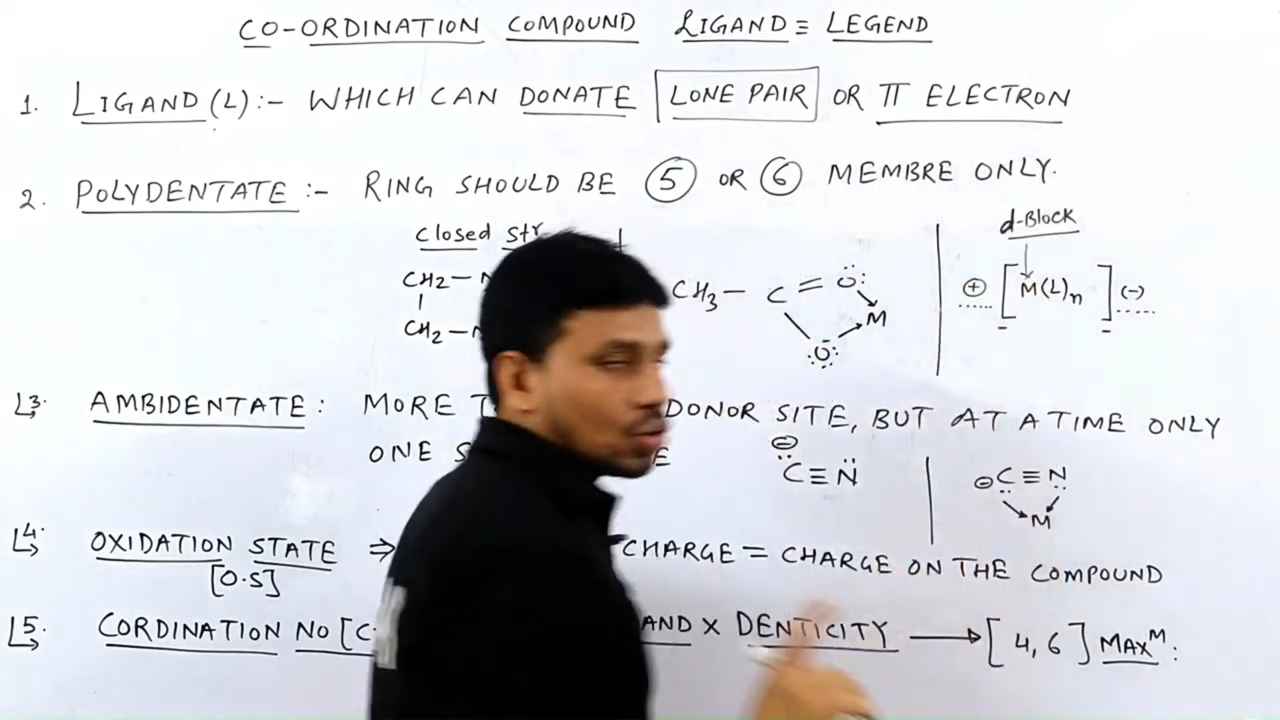 CO-ORDINATION COMPOUND LIGAND ≡ LEGEND
1. LIGAND (L) :- WHICH CAN DONATE LONE PAIR OR π ELECTRON
2. POLYDENTATE :- RING SHOULD BE 5 OR 6 MEMBRE ONLY.
Closed
d-Block
CH2 —
CH3 — C = O
M
⊕ [M(L)n] (-)
CH2 —
O
3. AMBIDENTATE : MORE DONOR SITE, BUT AT A TIME ONLY
ONE
⊖
C≡N
⊖C≡N
M
4. OXIDATION STATE ⇒ CHARGE = CHARGE ON THE COMPOUND
[O.S]
5. CORDINATION NO [C. × DENTICITY → [4,6] MAXᴹ: